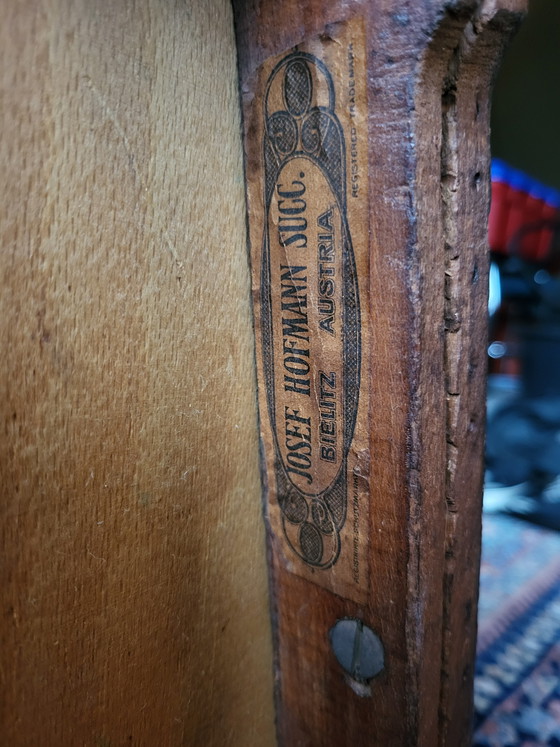 REGISTERED TRADE MARK
JOSEF HOFMANN SUCC.
BIELITZ AUSTRIA